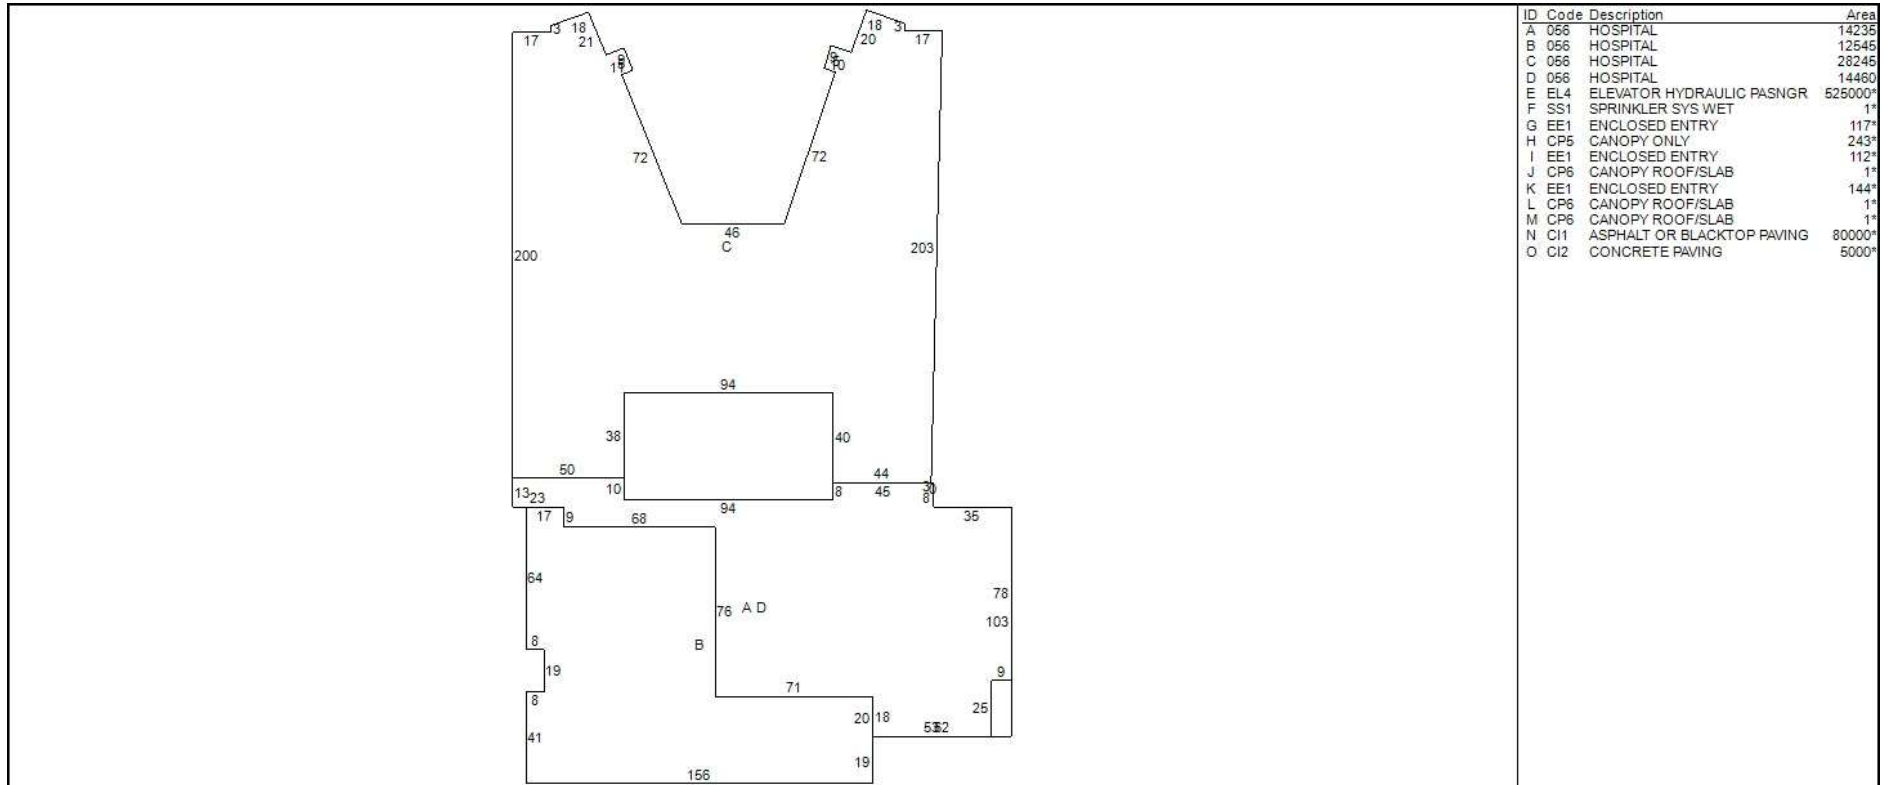 3 18
17 21
18 3
20 17
72
72
46
C
200
203
94
38
40
50
44
13 23
10
8 45
8
94
17 9 68
35
64
76 A D
78
103
B
8
19
8
9
71
25
20 18
41
19
156
ID Code Description Area
A 056 HOSPITAL 14235
B 056 HOSPITAL 12545
C 056 HOSPITAL 28245
D 056 HOSPITAL 14460
E EL4 ELEVATOR HYDRAULIC PASNGR 525000*
F SS1 SPRINKLER SYS WET 1*
G EE1 ENCLOSED ENTRY 117*
H CP5 CANOPY ONLY 243*
I EE1 ENCLOSED ENTRY 112*
J CP6 CANOPY ROOF/SLAB 1*
K EE1 ENCLOSED ENTRY 144*
L CP6 CANOPY ROOF/SLAB 1*
M CP6 CANOPY ROOF/SLAB 1*
N CI1 ASPHALT OR BLACKTOP PAVING 80000*
O CI2 CONCRETE PAVING 5000*